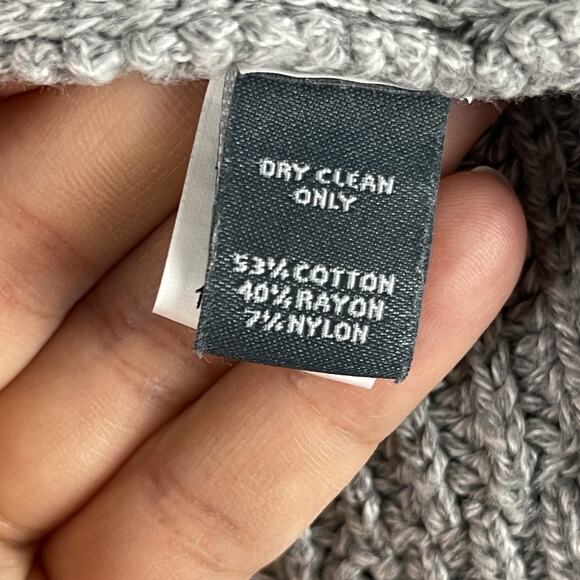 DRY CLEAN
ONLY
53% COTTON
40% RAYON
7% NYLON